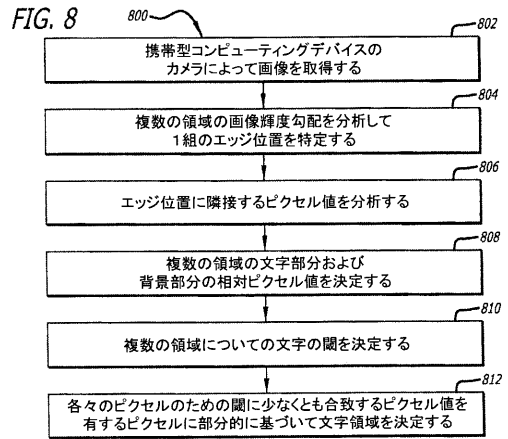 FIG. 8
800
802
携帯型コンピューティングデバイスの
カメラによって画像を取得する
804
複数の領域の画像輝度勾配を分析して
1組のエッジ位置を特定する
806
エッジ位置に隣接するピクセル値を分析する
808
複数の領域の文字部分および
背景部分の相対ピクセル値を決定する
810
複数の領域についての文字の閾を決定する
812
各々のピクセルのための閾に少なくとも合致するピクセル値を
有するピクセルに部分的に基づいて文字領域を決定する